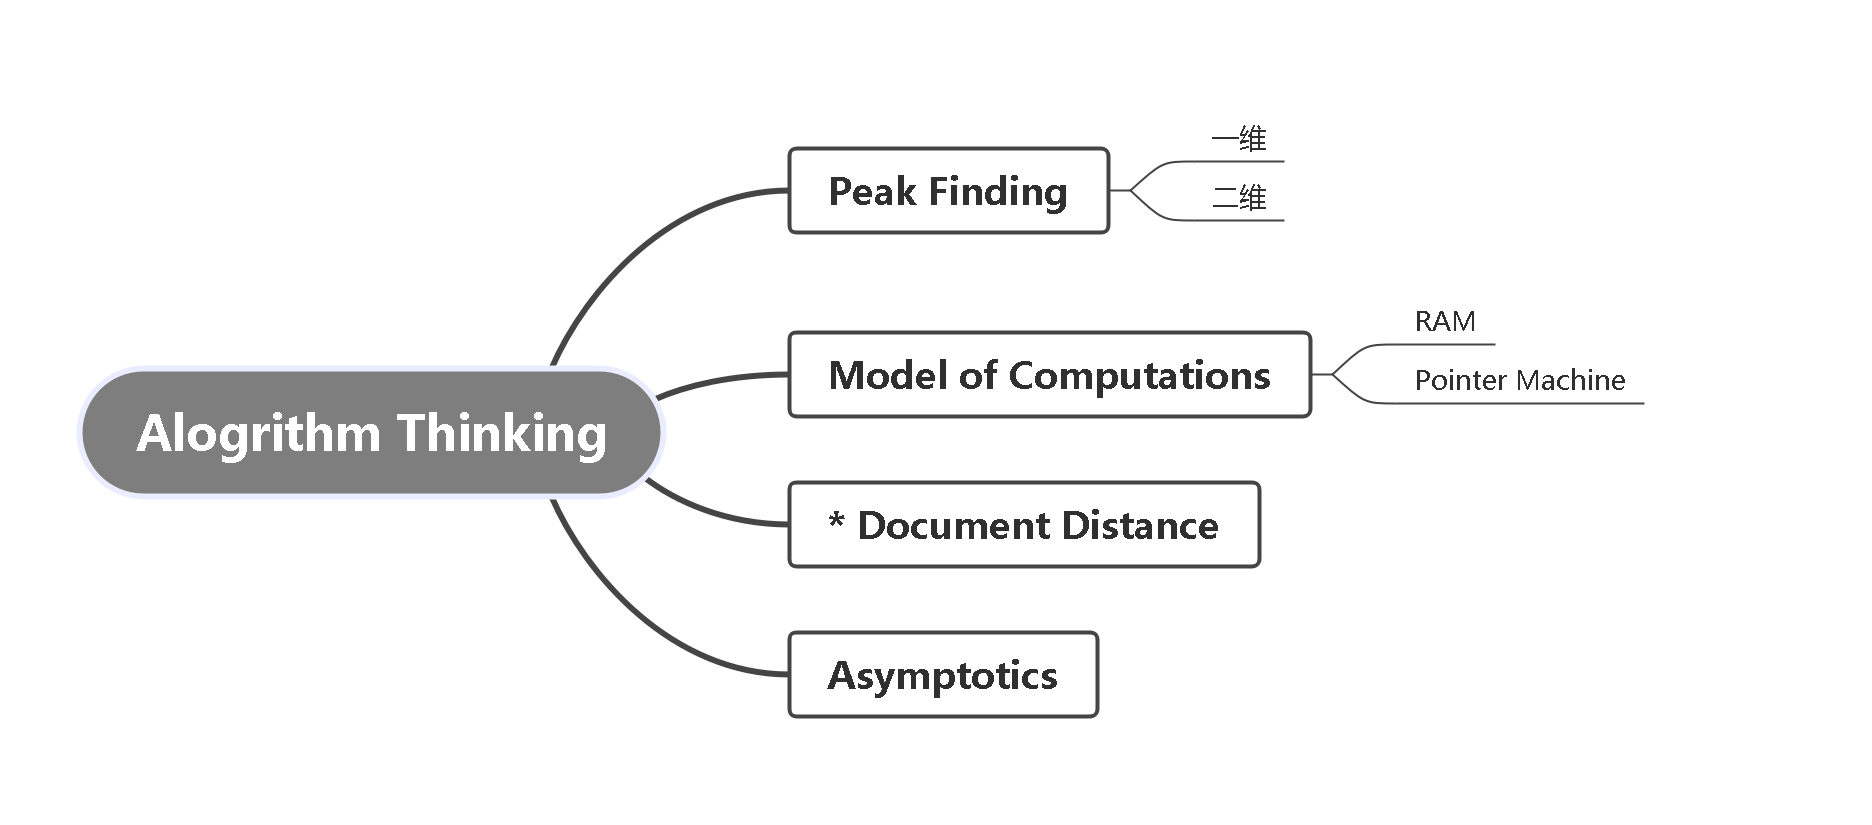 Alogrithm Thinking
Peak Finding
一维
二维
Model of Computations
RAM
Pointer Machine
* Document Distance
Asymptotics